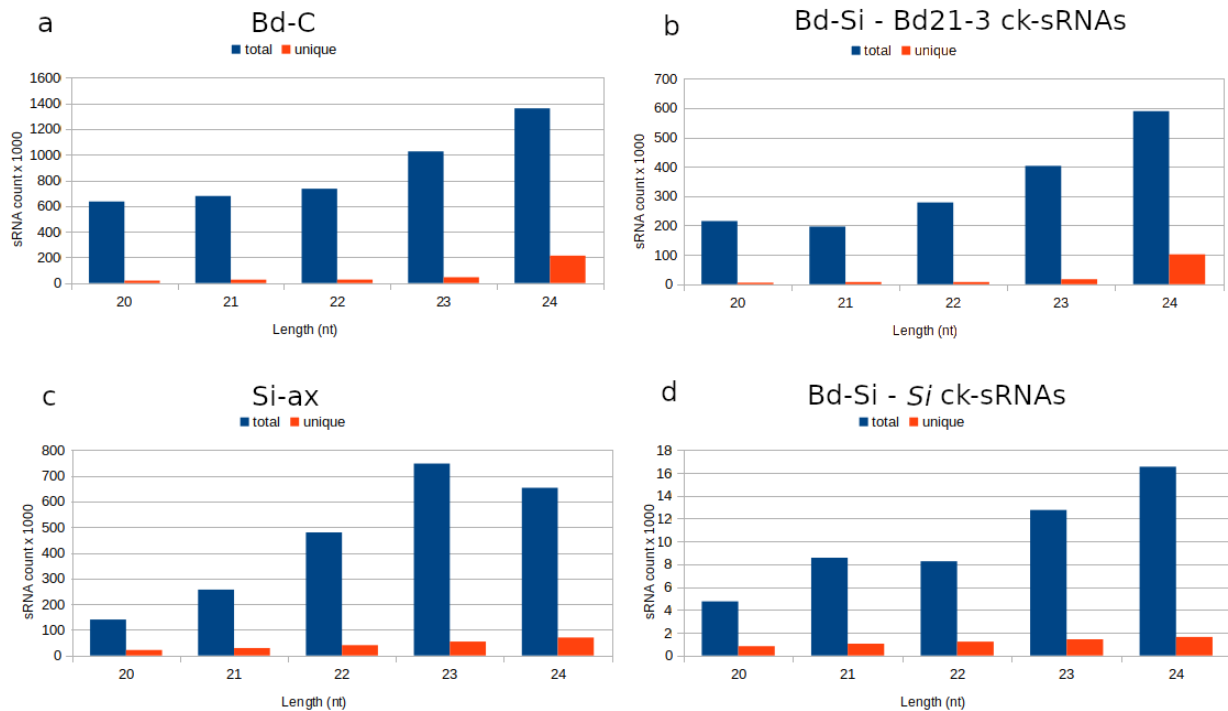 a
Bd-C
total unique
sRNA count x 1000
1600
1400
1200
1000
800
600
400
200
0
20 21 22 23 24
Length (nt)
b
Bd-Si - Bd21-3 ck-sRNAs
total unique
sRNA count x 1000
700
600
500
400
300
200
100
0
20 21 22 23 24
Length (nt)
c
Si-ax
total unique
sRNA count x 1000
800
700
600
500
400
300
200
100
0
20 21 22 23 24
Length (nt)
d
Bd-Si - Si ck-sRNAs
total unique
sRNA count x 1000
18
16
14
12
10
8
6
4
2
0
20 21 22 23 24
Length (nt)